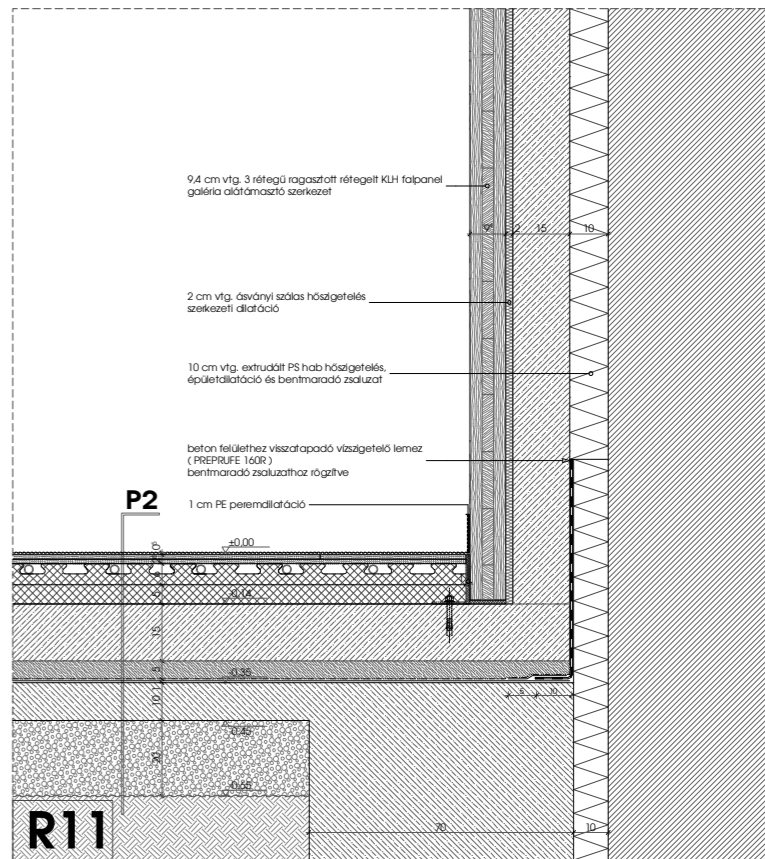 9,4 cm vtg. 3 rétegű ragasztott rétegelt KLH falpanel
galéria alátámasztó szerkezet
9⁵ 2 15 10
2 cm vtg. ásványi szálas hőszigetelés
szerkezeti dilatáció
10 cm vtg. extrudált PS hab hőszigetelés,
épületdilatáció és bentmaradó zsaluzat
beton felülethez visszatapadó vízszigetelő lemez
( PREPRUFE 160R )
bentmaradó zsaluzathoz rögzítve
P2
1 cm PE peremdilatáció
±0,00
-0,14
5
15
5
-0,35
5 10
10 1
-0,45
20
-0,65
R11
70 10